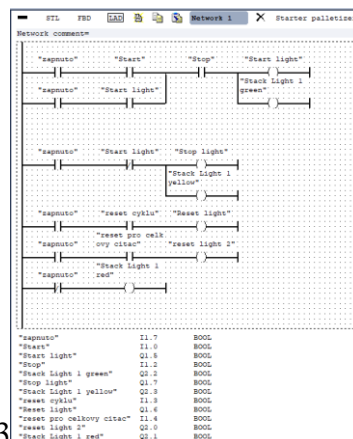 STL FBD LAD Network 1 X Starter palletize
Network comment=
"zapnuto" "Start" "Stop" "Start light"
"Stack Light 1
green"
"zapnuto" "Start light"
"zapnuto" "Start light" "Stop light"
"Stack Light 1
yellow"
"zapnuto" "reset cyklu" "Reset light"
"reset pro celk
"zapnuto" ovy citac" "reset light 2"
"Stack Light 1
"zapnuto" red"
"zapnuto" I1.7 BOOL
"Start" I1.0 BOOL
"Start light" Q1.5 BOOL
"Stop" I1.2 BOOL
"Stack Light 1 green" Q2.2 BOOL
"Stop light" Q1.7 BOOL
"Stack Light 1 yellow" Q2.3 BOOL
"reset cyklu" I1.3 BOOL
"Reset light" Q1.6 BOOL
"reset pro celkovy citac" I1.4 BOOL
"reset light 2" Q2.0 BOOL
3 "Stack Light 1 red" Q2.1 BOOL